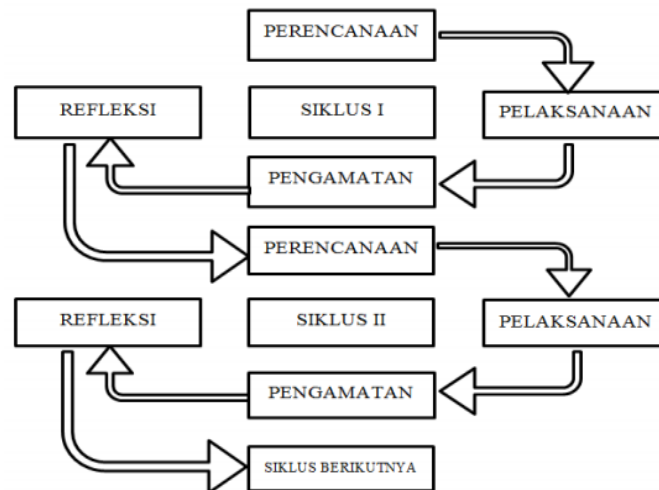 PERENCANAAN
REFLEKSI
SIKLUS I
PELAKSANAAN
PENGAMATAN
PERENCANAAN
REFLEKSI
SIKLUS II
PELAKSANAAN
PENGAMATAN
SIKLUS BERIKUTNYA